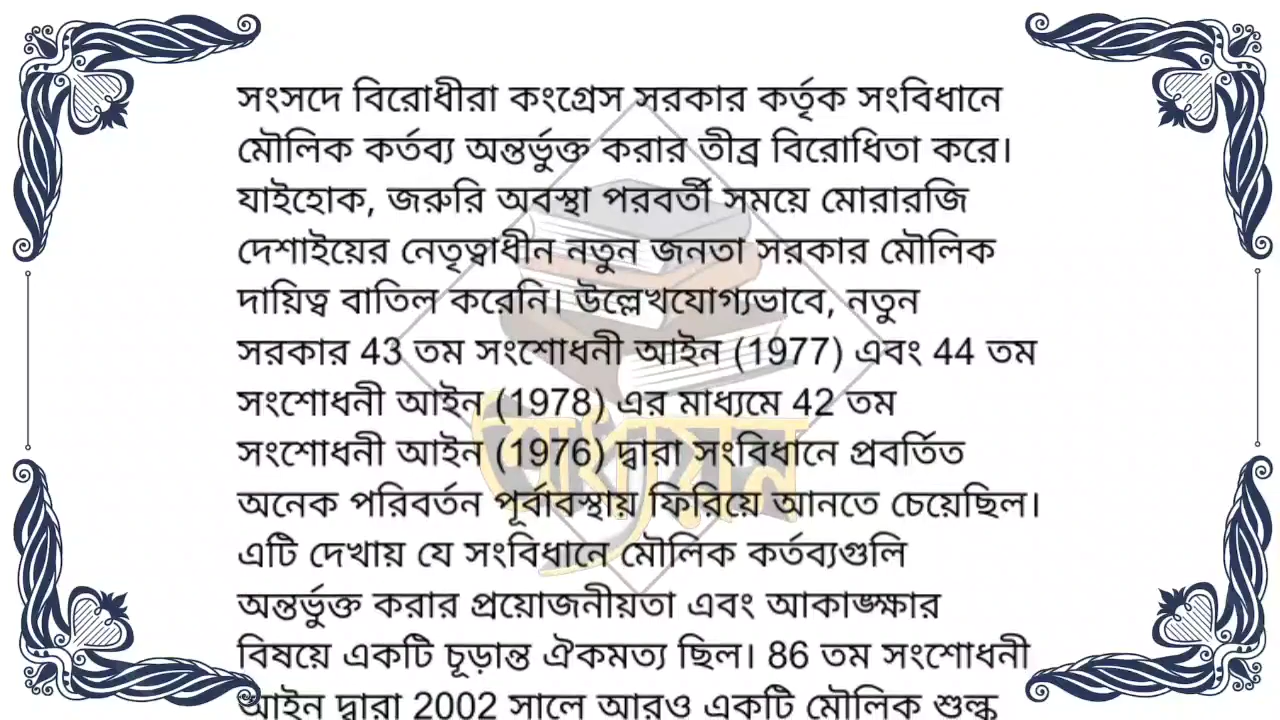 সংসদে বিরোধীরা কংগ্রেস সরকার কর্তৃক সংবিধানে
মৌলিক কর্তব্য অন্তর্ভুক্ত করার তীব্র বিরোধিতা করে।
যাইহোক, জরুরি অবস্থা পরবর্তী সময়ে মোরারজি
দেশাইয়ের নেতৃত্বাধীন নতুন জনতা সরকার মৌলিক
দায়িত্ব বাতিল করেনি। উল্লেখযোগ্যভাবে, নতুন
সরকার 43 তম সংশোধনী আইন (1977) এবং 44 তম
সংশোধনী আইন (1978) এর মাধ্যমে 42 তম
সংশোধনী আইন (1976) দ্বারা সংবিধানে প্রবর্তিত
অনেক পরিবর্তন পূর্বাবস্থায় ফিরিয়ে আনতে চেয়েছিল।
এটি দেখায় যে সংবিধানে মৌলিক কর্তব্যগুলি
অন্তর্ভুক্ত করার প্রয়োজনীয়তা এবং আকাঙ্ক্ষার
বিষয়ে একটি চূড়ান্ত ঐকমত্য ছিল। 86 তম সংশোধনী
আইন দ্বারা 2002 সালে আরও একটি মৌলিক শুল্ক